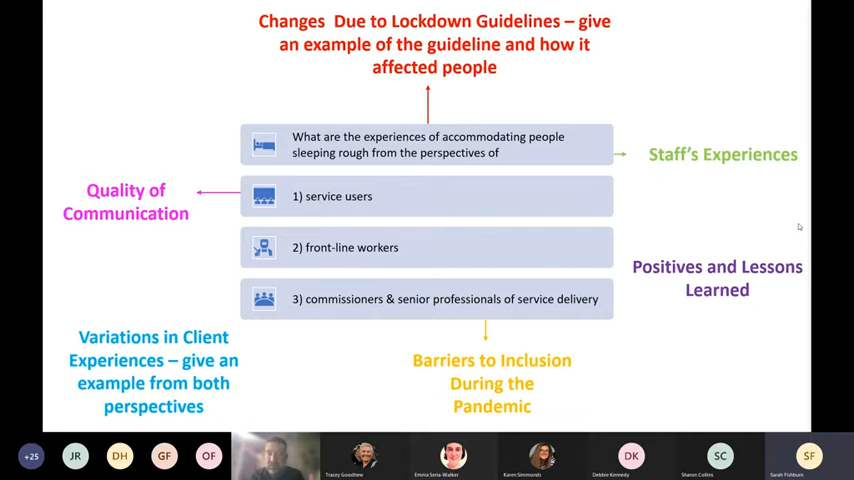 Changes Due to Lockdown Guidelines – give
an example of the guideline and how it
affected people
What are the experiences of accommodating people
sleeping rough from the perspectives of
Staff's Experiences
Quality of
Communication
1) service users
2) front-line workers
Positives and Lessons
Learned
3) commissioners & senior professionals of service delivery
Variations in Client
Experiences – give an
example from both
perspectives
Barriers to Inclusion
During the
Pandemic
+25
JR
DH
GF
OF
Tracey Goodhew
Emma Seria-Walker
Karen Simmonds
DK
Debbie Kennedy
SC
Sharon Collins
SF
Sarah Fishburn